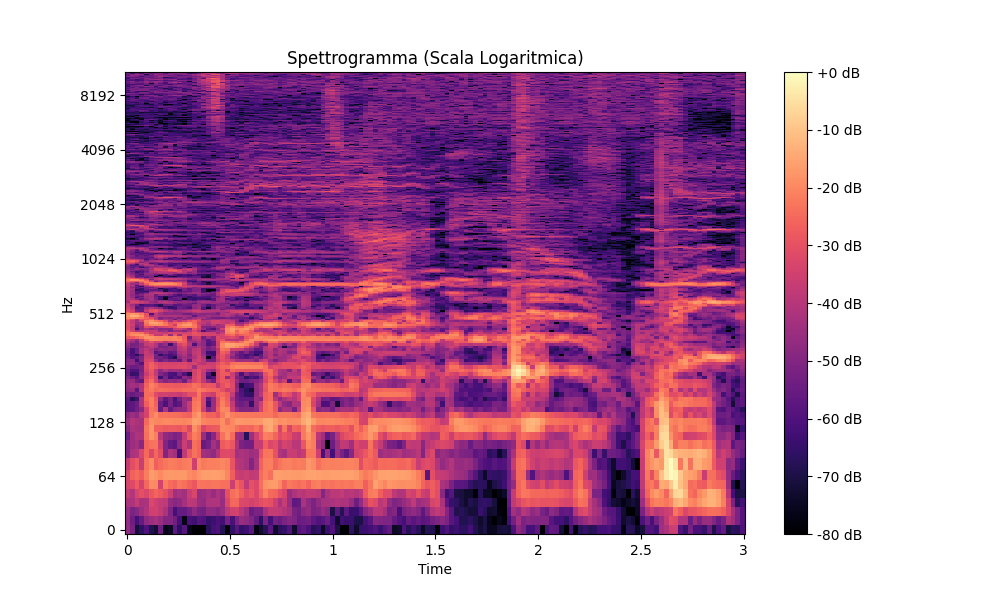 Spettrogramma (Scala Logaritmica)
8192
4096
2048
1024
512
256
128
64
0
Hz
0
0.5
1
1.5
2
2.5
3
Time
+0 dB
-10 dB
-20 dB
-30 dB
-40 dB
-50 dB
-60 dB
-70 dB
-80 dB